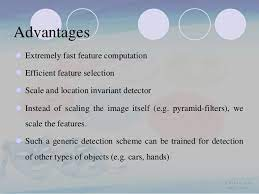 Advantages
Extremely fast feature computation
Efficient feature selection
Scale and location invariant detector
Instead of scaling the image itself (e.g. pyramid-filters), we
scale the features.
Such a generic detection scheme can be trained for detection
of other types of objects (e.g. cars, hands)